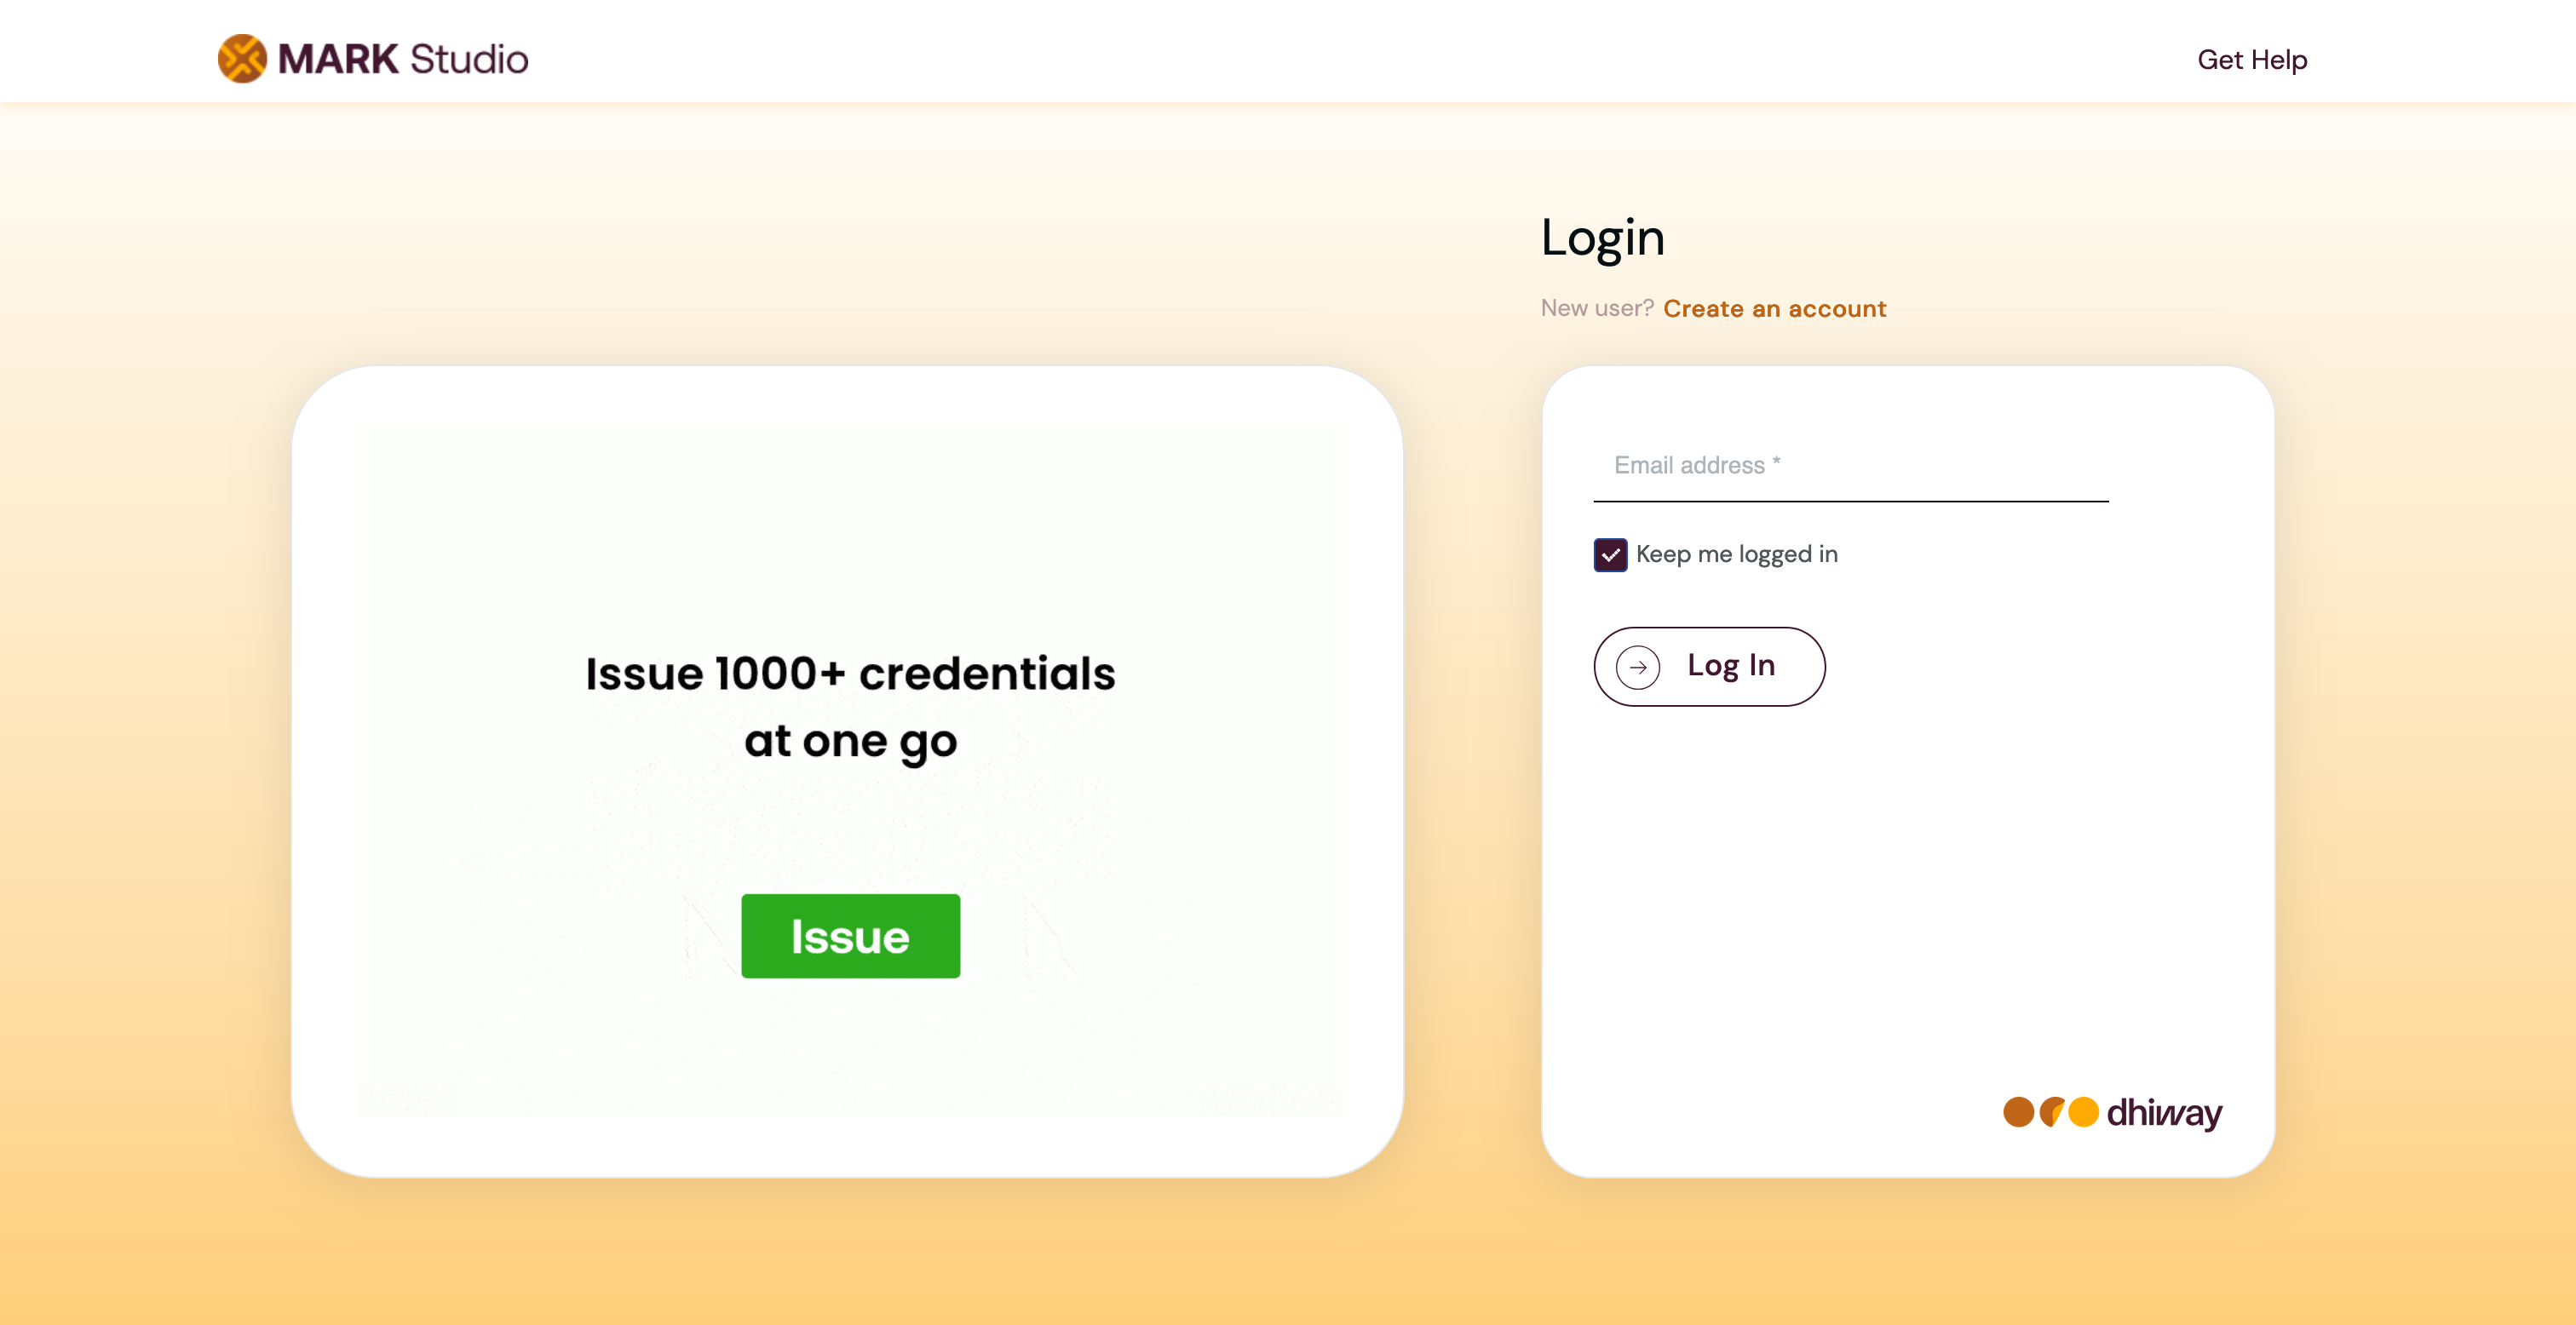 MARK Studio
Get Help
Login
New user? Create an account
Issue 1000+ credentials
at one go
Issue
Email address *
Keep me logged in
Log In
dhiway